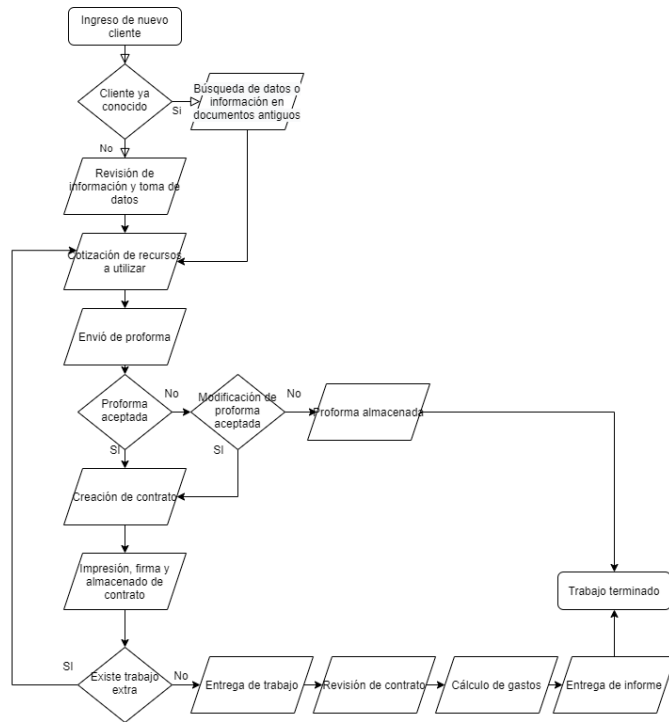 Ingreso de nuevo
cliente
Cliente ya
conocido
Si
Búsqueda de datos o
información en
documentos antiguos
No
Revisión de
información y toma de
datos
Cotización de recursos
a utilizar
Envió de proforma
Proforma
aceptada
No
Modificación de
proforma
aceptada
No
Proforma almacenada
SI
SI
Creación de contrato
Impresión, firma y
almacenado de
contrato
Trabajo terminado
SI
Existe trabajo
extra
No
Entrega de trabajo
Revisión de contrato
Cálculo de gastos
Entrega de informe